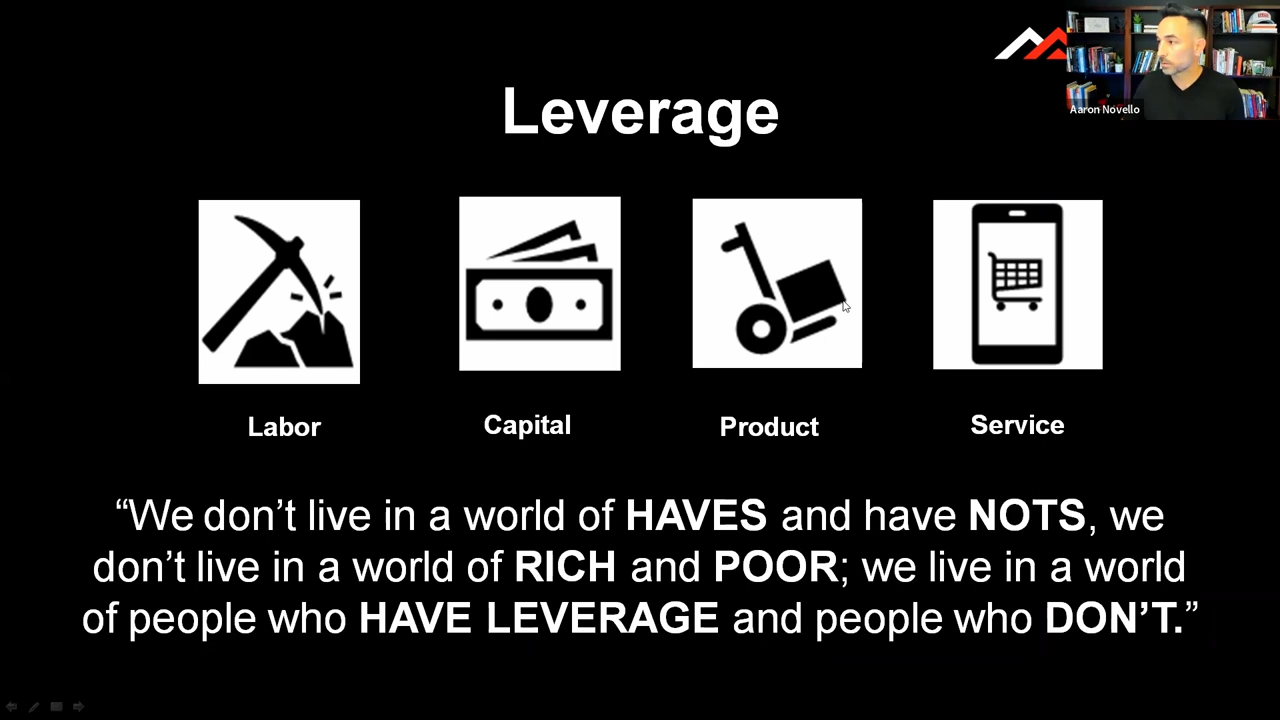 Aaron Novello
Leverage
Labor
Capital
Product
Service
“We don’t live in a world of HAVES and have NOTS, we
don’t live in a world of RICH and POOR; we live in a world
of people who HAVE LEVERAGE and people who DON’T.”